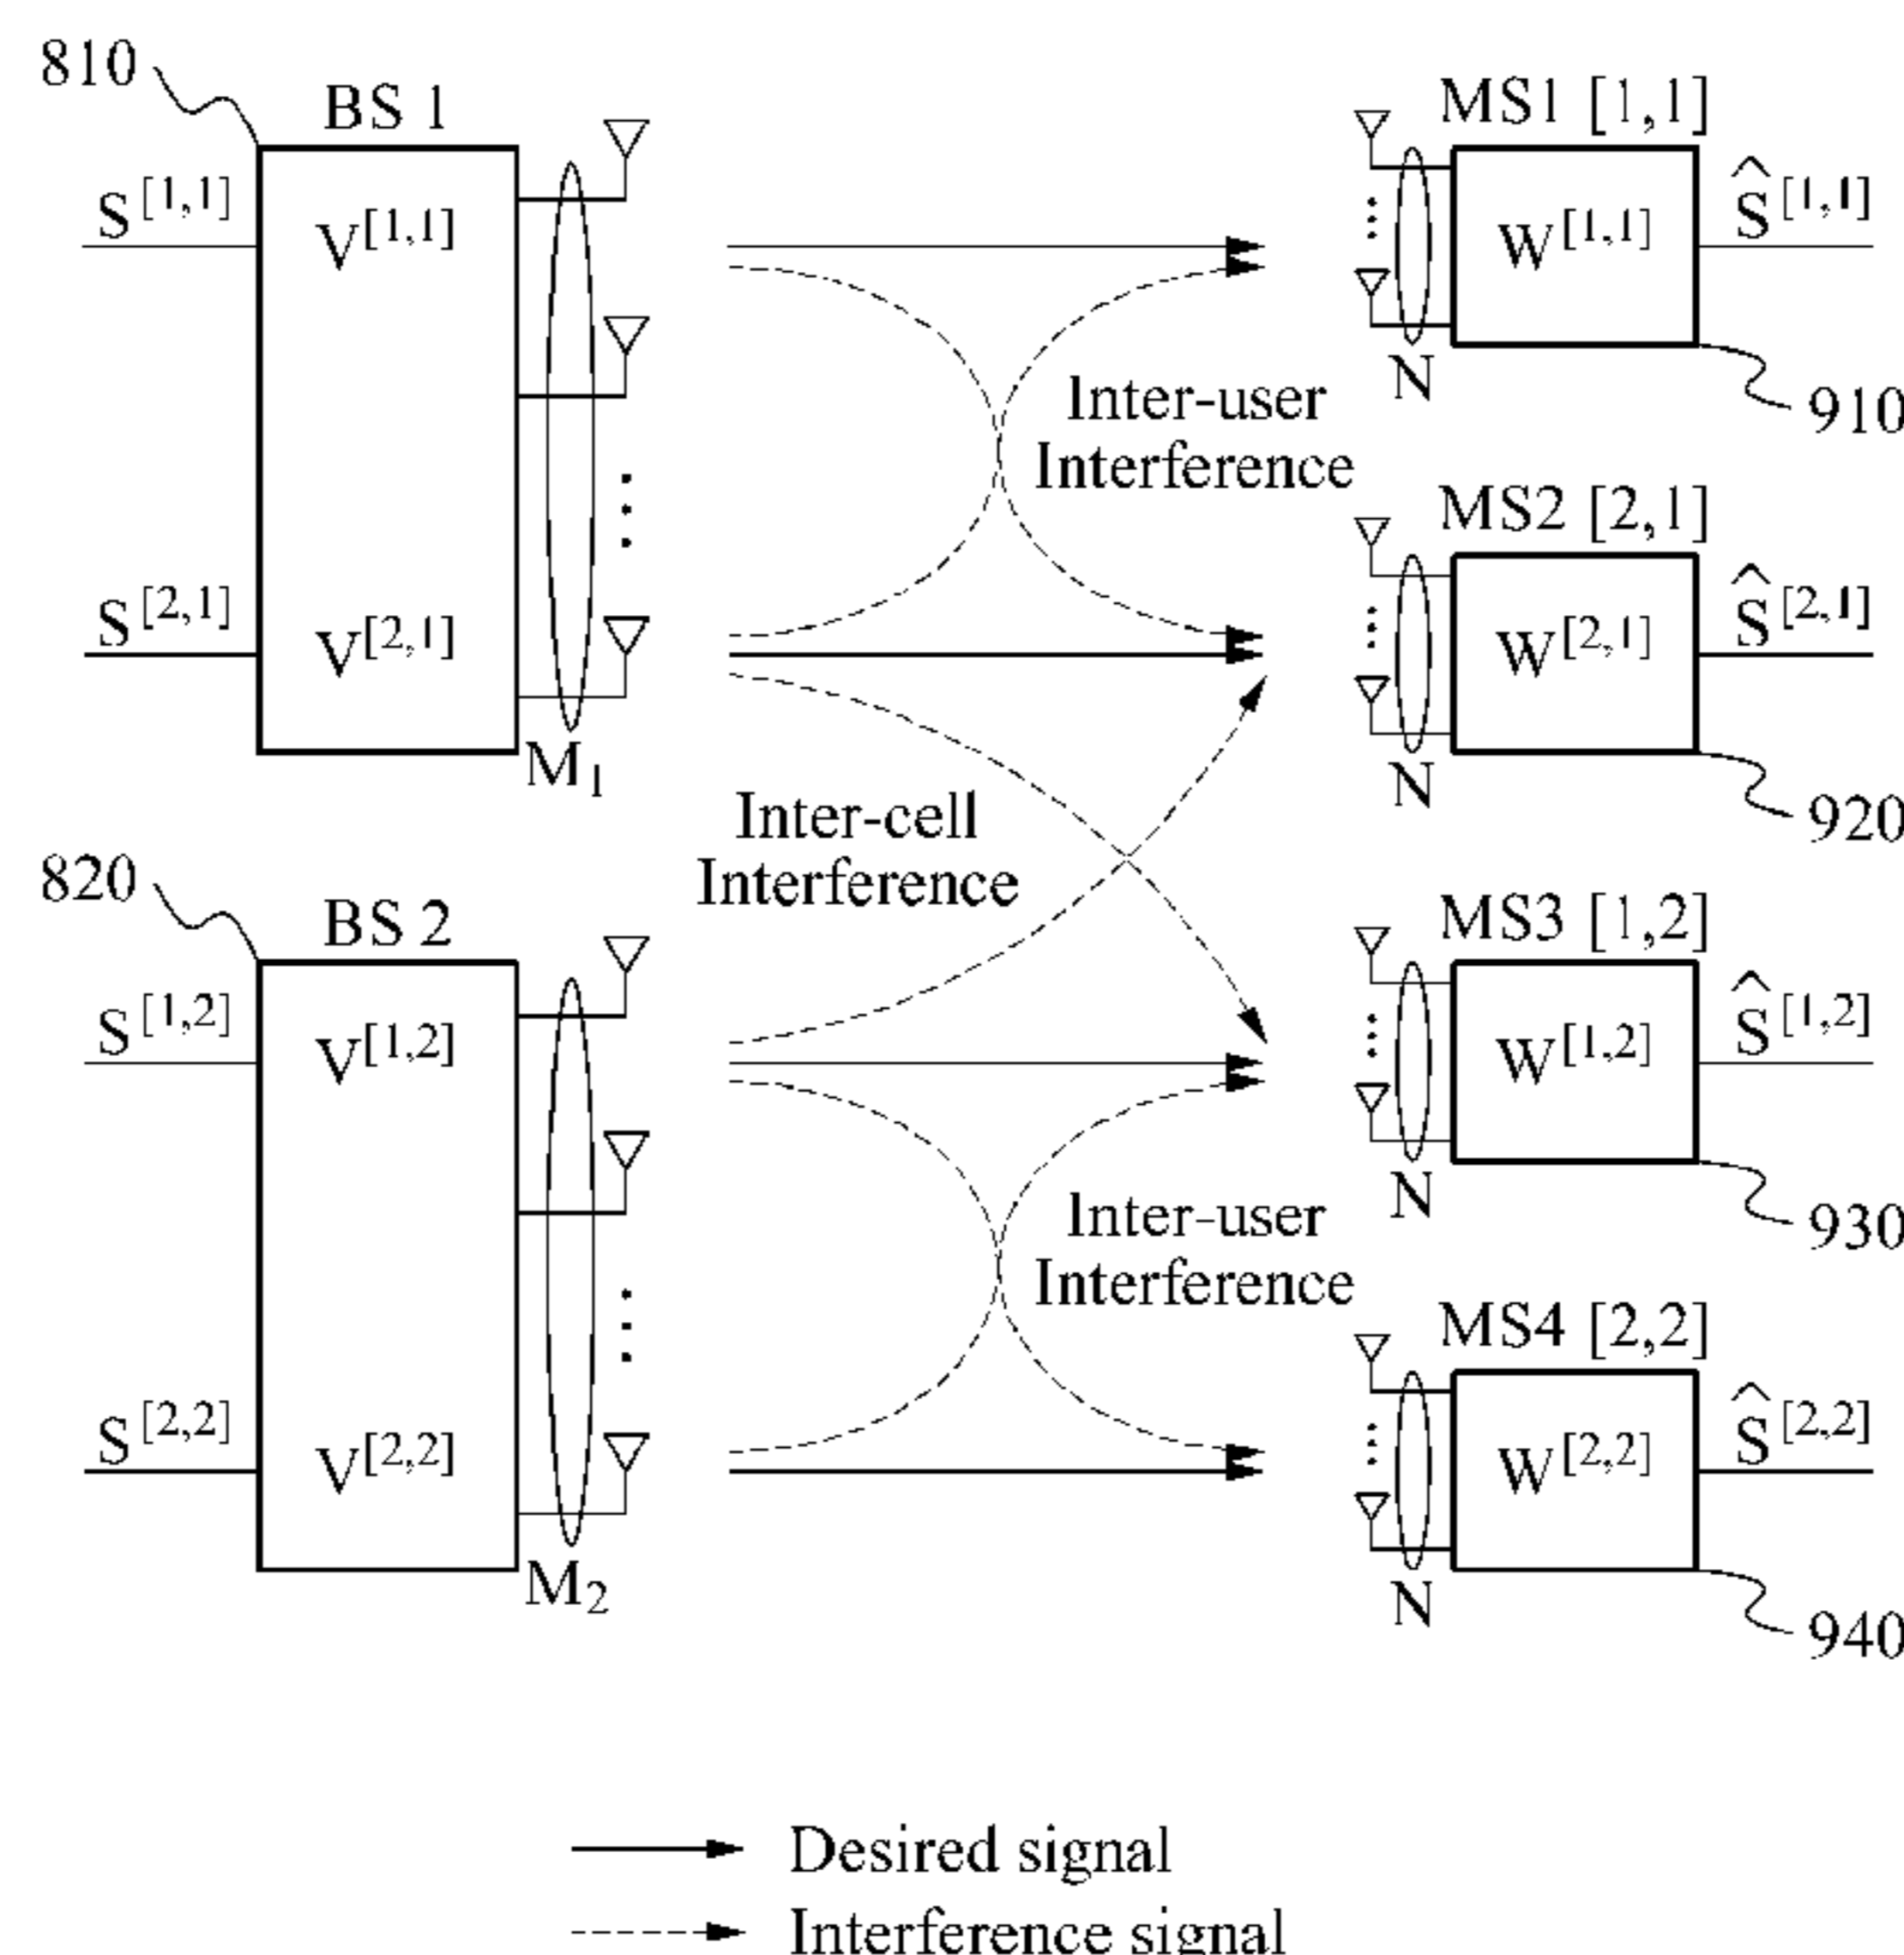 810
BS 1
MS1 [1,1]
S^[1,1]
V^[1,1]
W^[1,1]
Ŝ^[1,1]
N
910
Inter-user
Interference
MS2 [2,1]
S^[2,1]
V^[2,1]
W^[2,1]
Ŝ^[2,1]
M₁
N
920
Inter-cell
Interference
820
BS 2
MS3 [1,2]
S^[1,2]
V^[1,2]
W^[1,2]
Ŝ^[1,2]
N
930
Inter-user
Interference
MS4 [2,2]
S^[2,2]
V^[2,2]
W^[2,2]
Ŝ^[2,2]
M₂
N
940
Desired signal
Interference signal